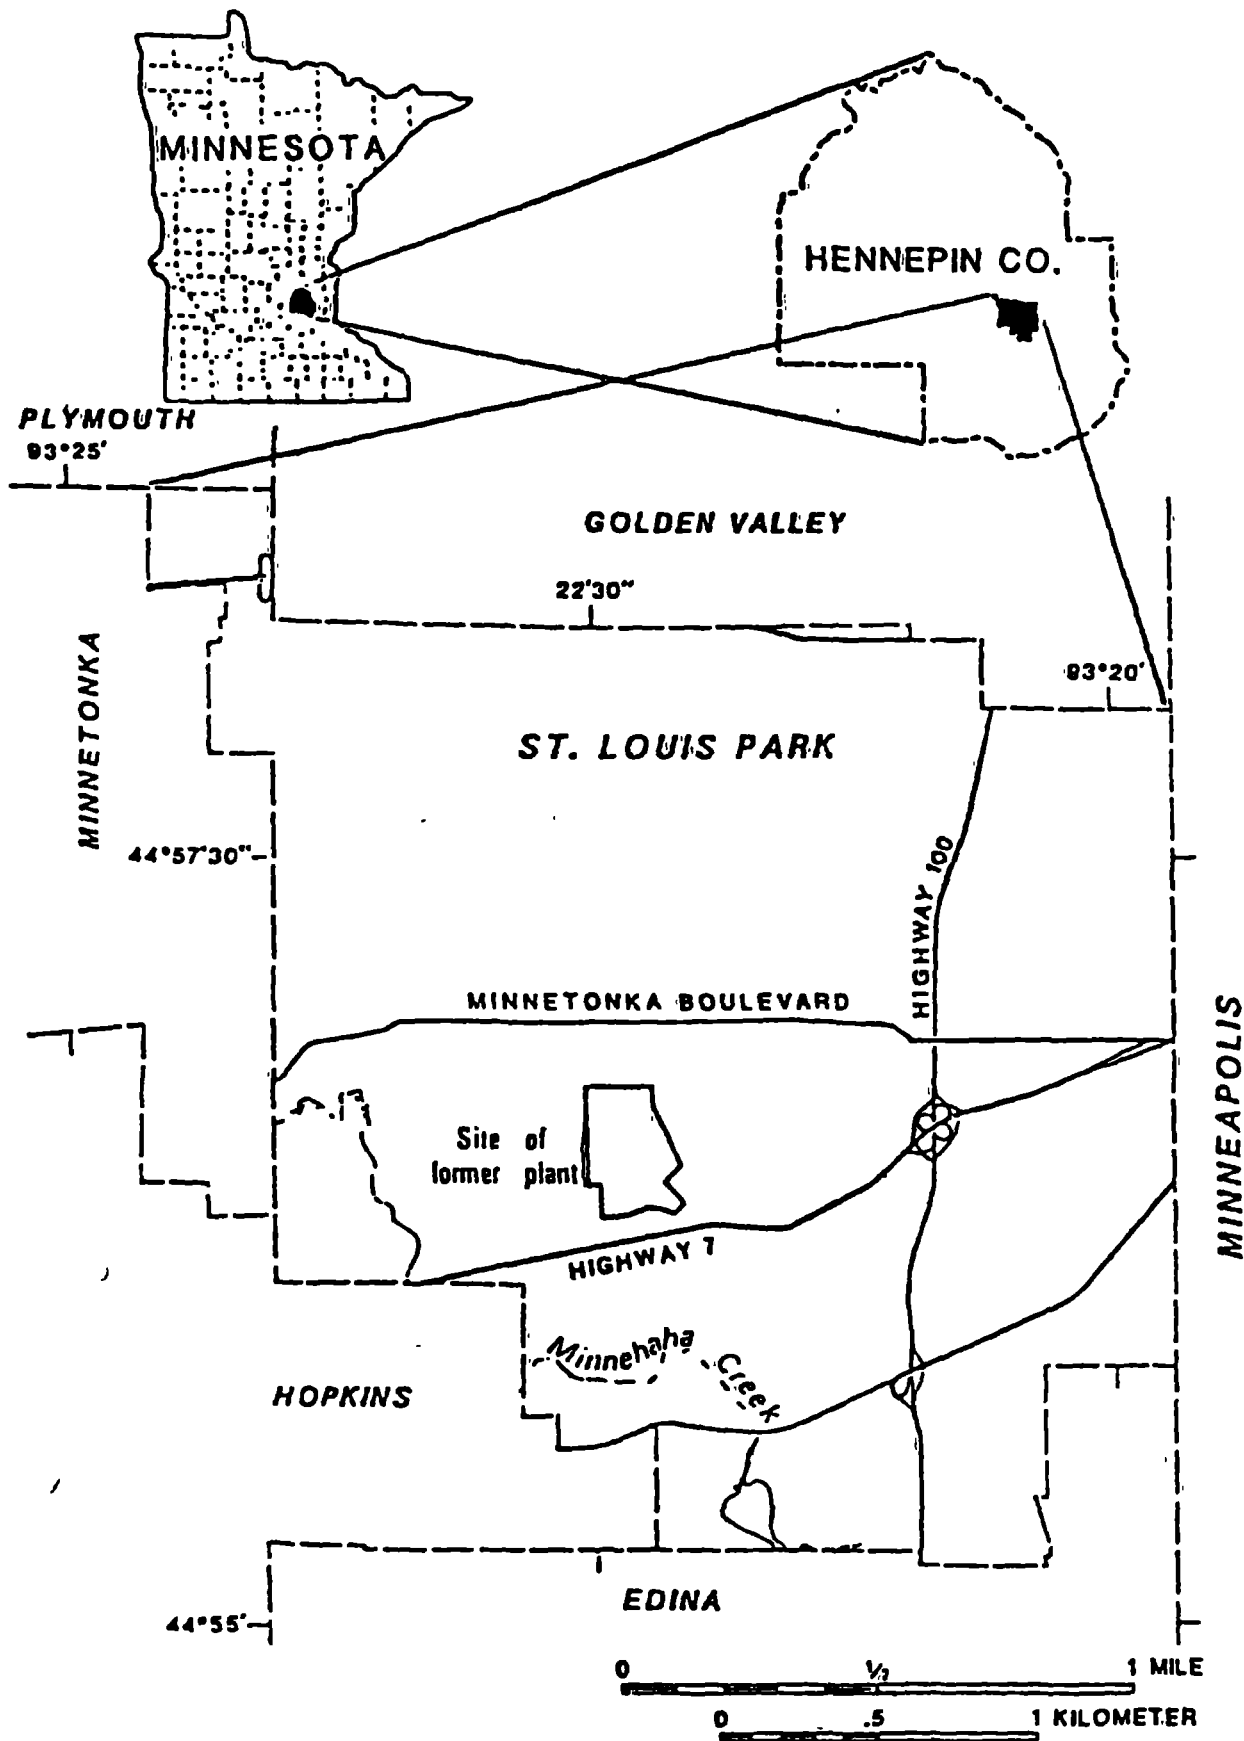 MINNESOTA
HENNEPIN CO.
PLYMOUTH
93°25'
GOLDEN VALLEY
22'30"
93°20'
MINNETONKA
ST. LOUIS PARK
44°57'30"
HIGHWAY 100
MINNETONKA BOULEVARD
MINNEAPOLIS
Site of
former plant
HIGHWAY 7
Minnehaha Creek
HOPKINS
EDINA
44°55'
0 1/2 1 MILE
0 .5 1 KILOMETER